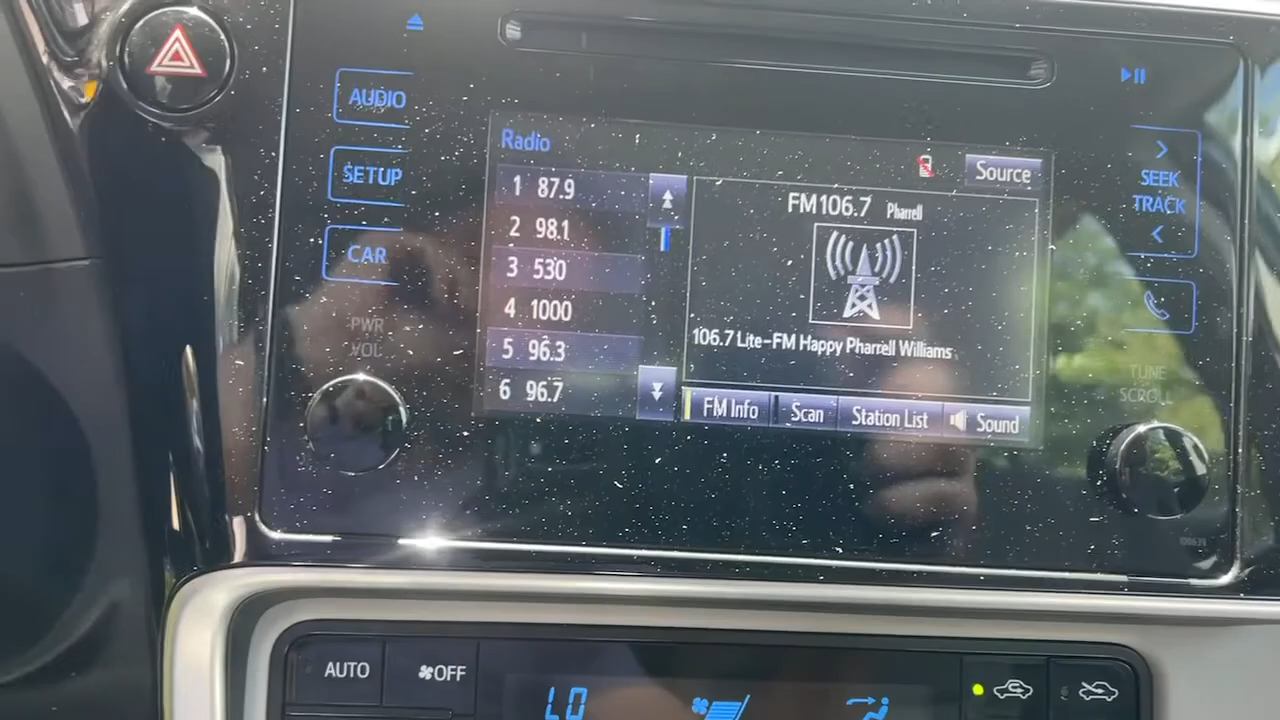 AUDIO
SETUP
CAR
PWR
VOL
Radio
1 87.9
2 98.1
3 530
4 1000
5 96.3
6 96.7
Source
FM106.7 Pharrell
106.7 Lite-FM Happy Pharrell Williams
FM Info
Scan
Station List
Sound
SEEK
TRACK
TUNE
SCROLL
AUTO
OFF
LO